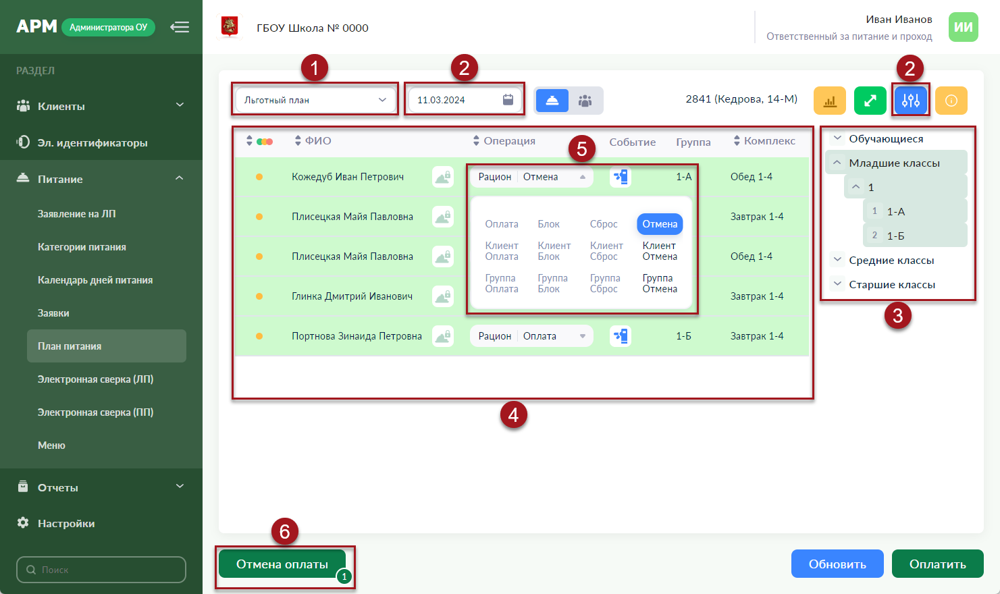 АРМ Администратора ОУ
ГБОУ Школа № 0000
Иван Иванов
Ответственный за питание и проход
ИИ
РАЗДЕЛ
Клиенты
Эл. идентификаторы
Питание
Заявление на ЛП
Категории питания
Календарь дней питания
Заявки
План питания
Электронная сверка (ЛП)
Электронная сверка (ПП)
Меню
Отчеты
Настройки
Поиск
1
2
2
Льготный план
11.03.2024
2841 (Кедрова, 14-М)
ФИО
Операция
5
Событие
Группа
Комплекс
Кожедуб Иван Петрович
Рацион Отмена
1-А
Обед 1-4
Плисецкая Майя Павловна
Завтрак 1-4
Плисецкая Майя Павловна
Обед 1-4
Глинка Дмитрий Иванович
Завтрак 1-4
Портнова Зинаида Петровна
Рацион Оплата
1-Б
Завтрак 1-4
Оплата Блок Сброс Отмена
Клиент Оплата
Клиент Блок
Клиент Сброс
Клиент Отмена
Группа Оплата
Группа Блок
Группа Сброс
Группа Отмена
Обучающиеся
Младшие классы
1
1 1-А
2 1-Б
Средние классы
Старшие классы
3
4
6
Отмена оплаты
1
Обновить
Оплатить